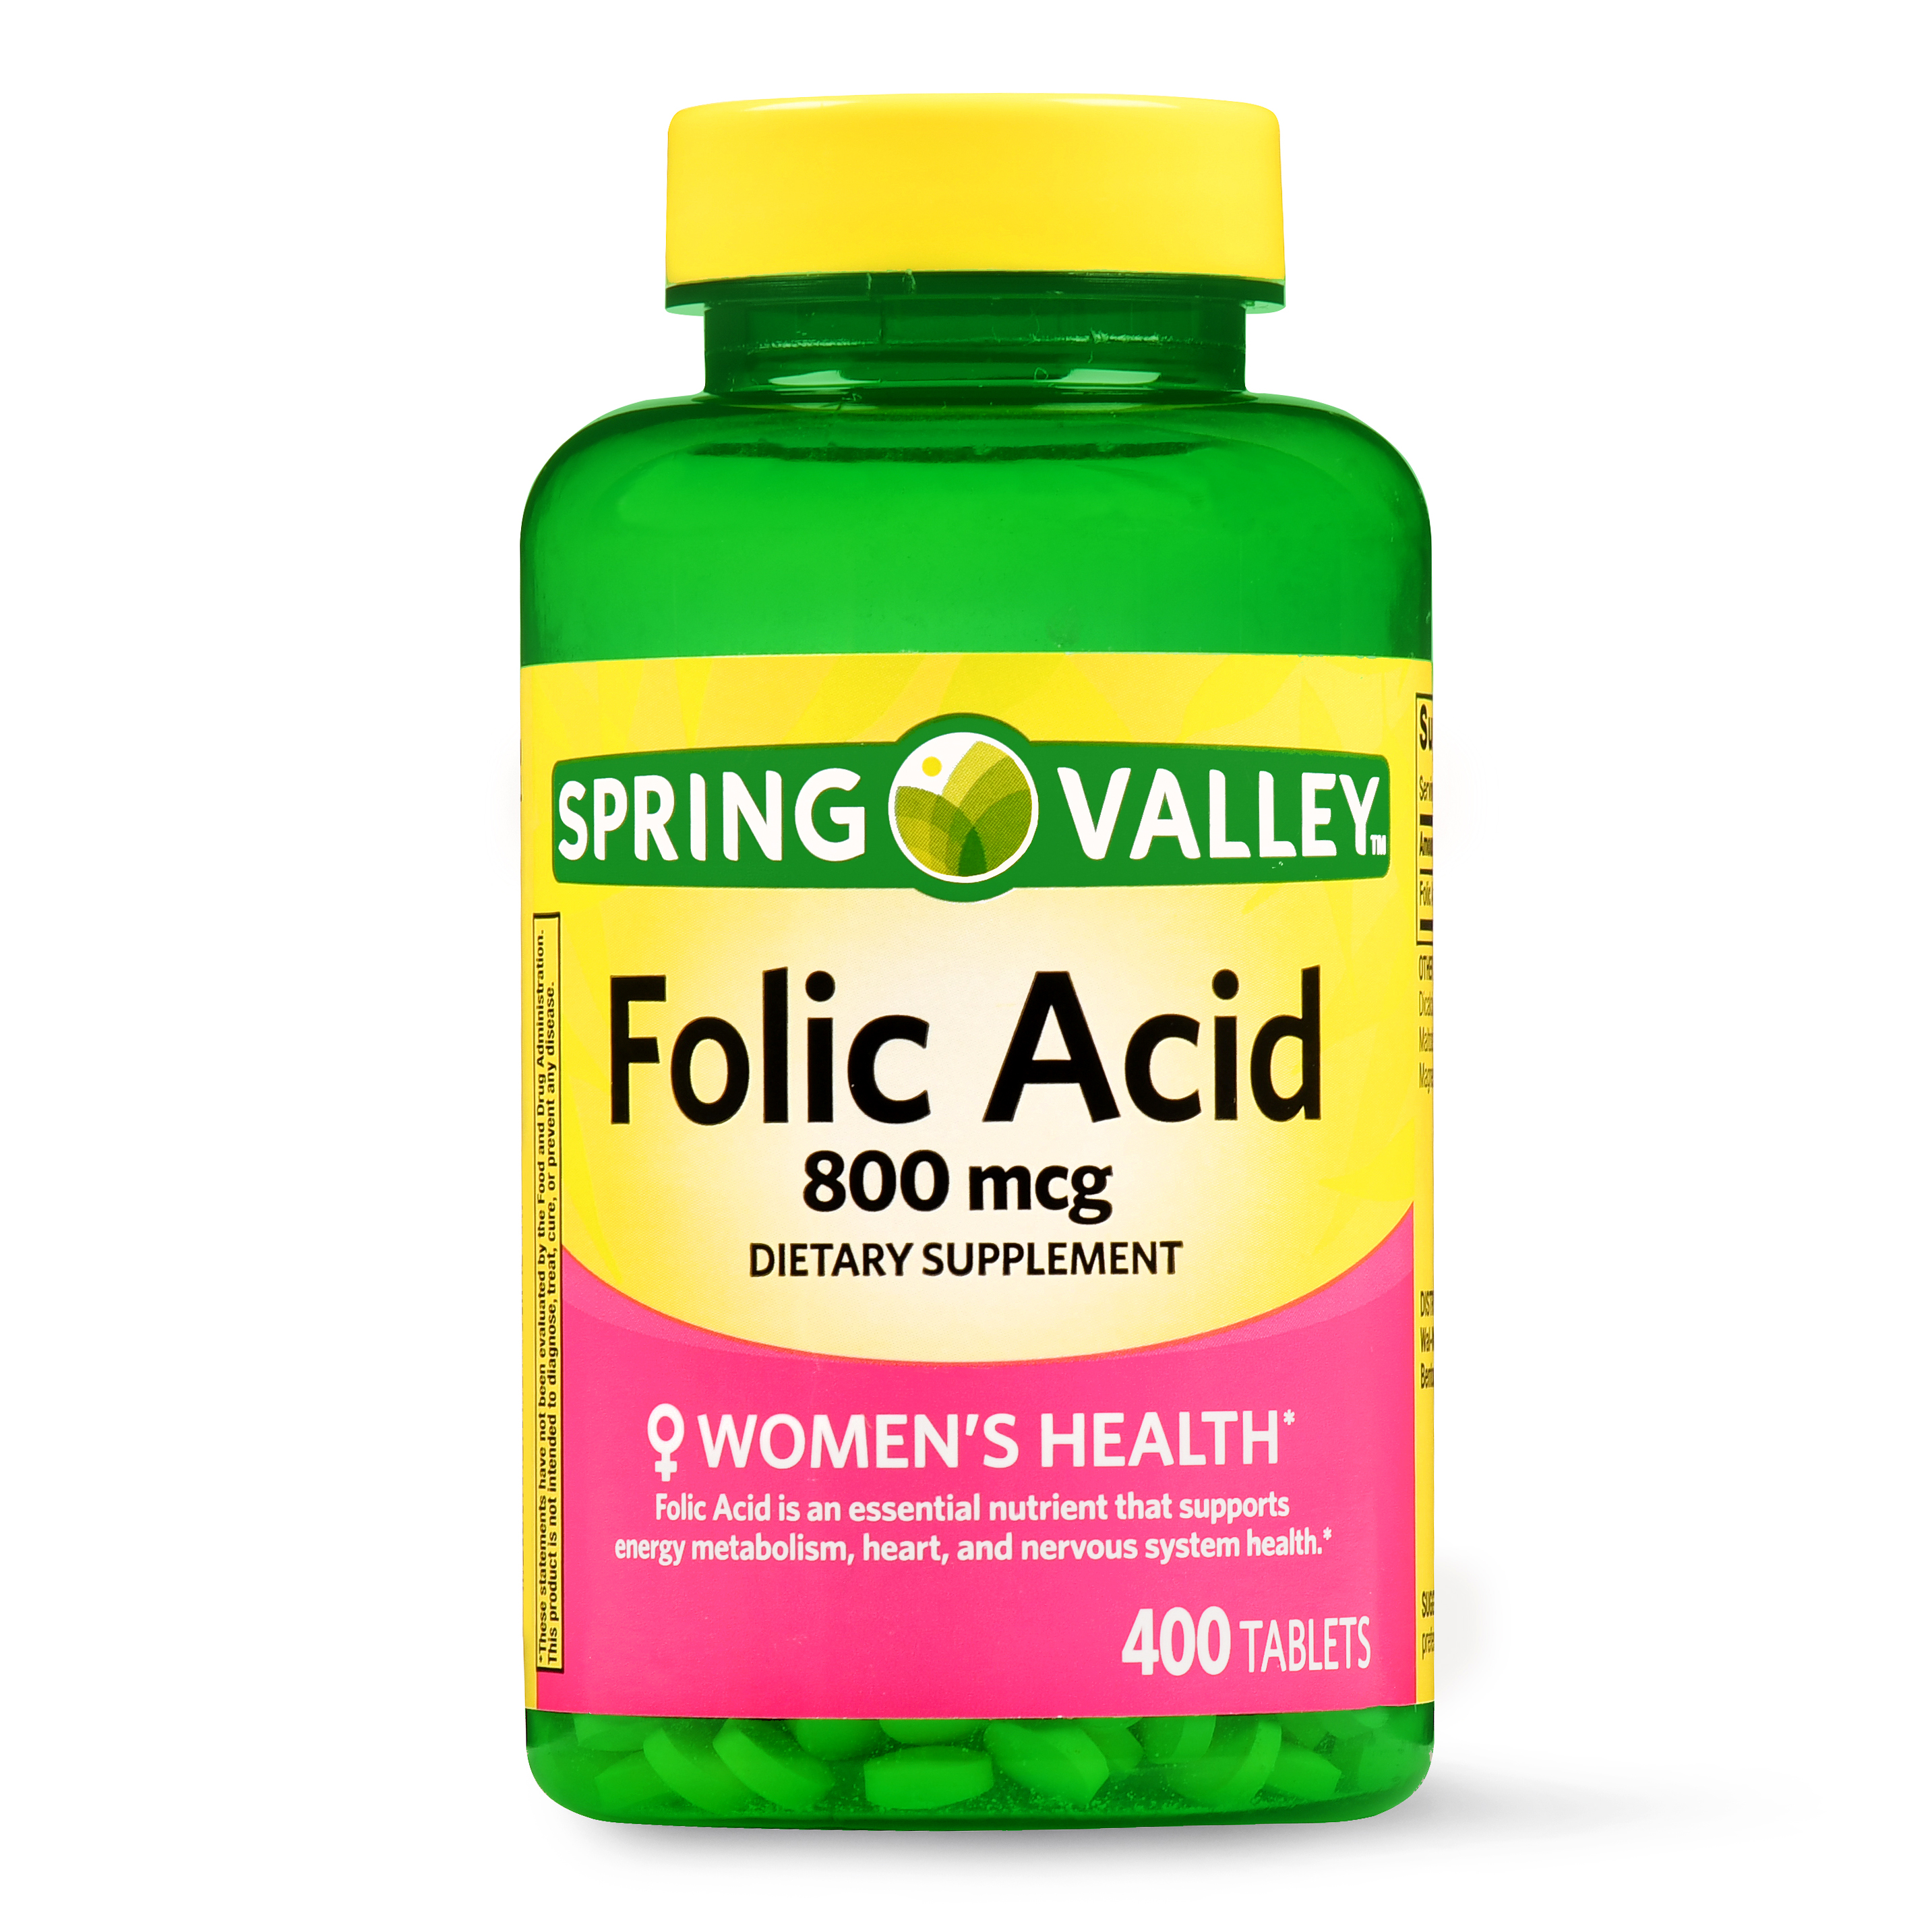 SPRING VALLEY™
Folic Acid
800 mcg
DIETARY SUPPLEMENT
♀ WOMEN'S HEALTH*
Folic Acid is an essential nutrient that supports
energy metabolism, heart, and nervous system health.*
400 TABLETS
*These statements have not been evaluated by the Food and Drug Administration.
This product is not intended to diagnose, treat, cure, or prevent any disease.